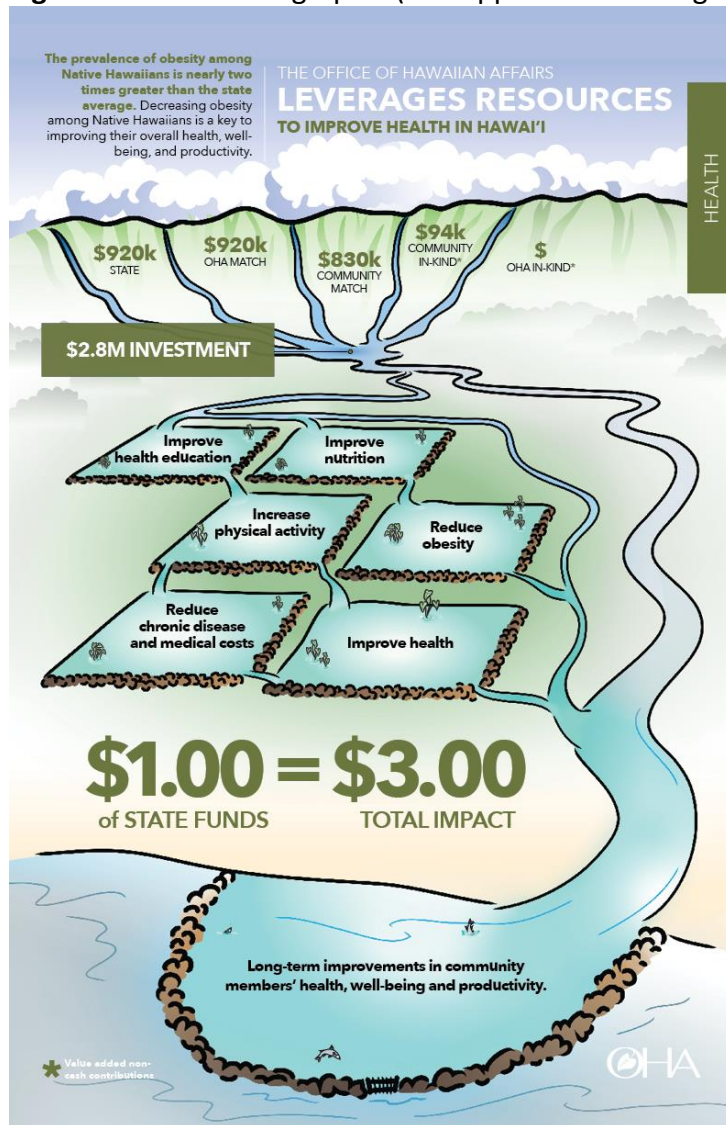 The prevalence of obesity among
Native Hawaiians is nearly two
times greater than the state
average. Decreasing obesity
among Native Hawaiians is a key to
improving their overall health, well-
being, and productivity.
THE OFFICE OF HAWAIIAN AFFAIRS
LEVERAGES RESOURCES
TO IMPROVE HEALTH IN HAWAI'I
HEALTH
$920k
STATE
$920k
OHA MATCH
$830k
COMMUNITY
MATCH
$94k
COMMUNITY
IN-KIND*
$
OHA IN-KIND*
$2.8M INVESTMENT
Improve
health education
Improve
nutrition
Increase
physical activity
Reduce
obesity
Reduce
chronic disease
and medical costs
Improve health
$1.00 = $3.00
of STATE FUNDS TOTAL IMPACT
Long-term improvements in community
members' health, well-being and productivity.
* Value added non-
cash contributions
OHA